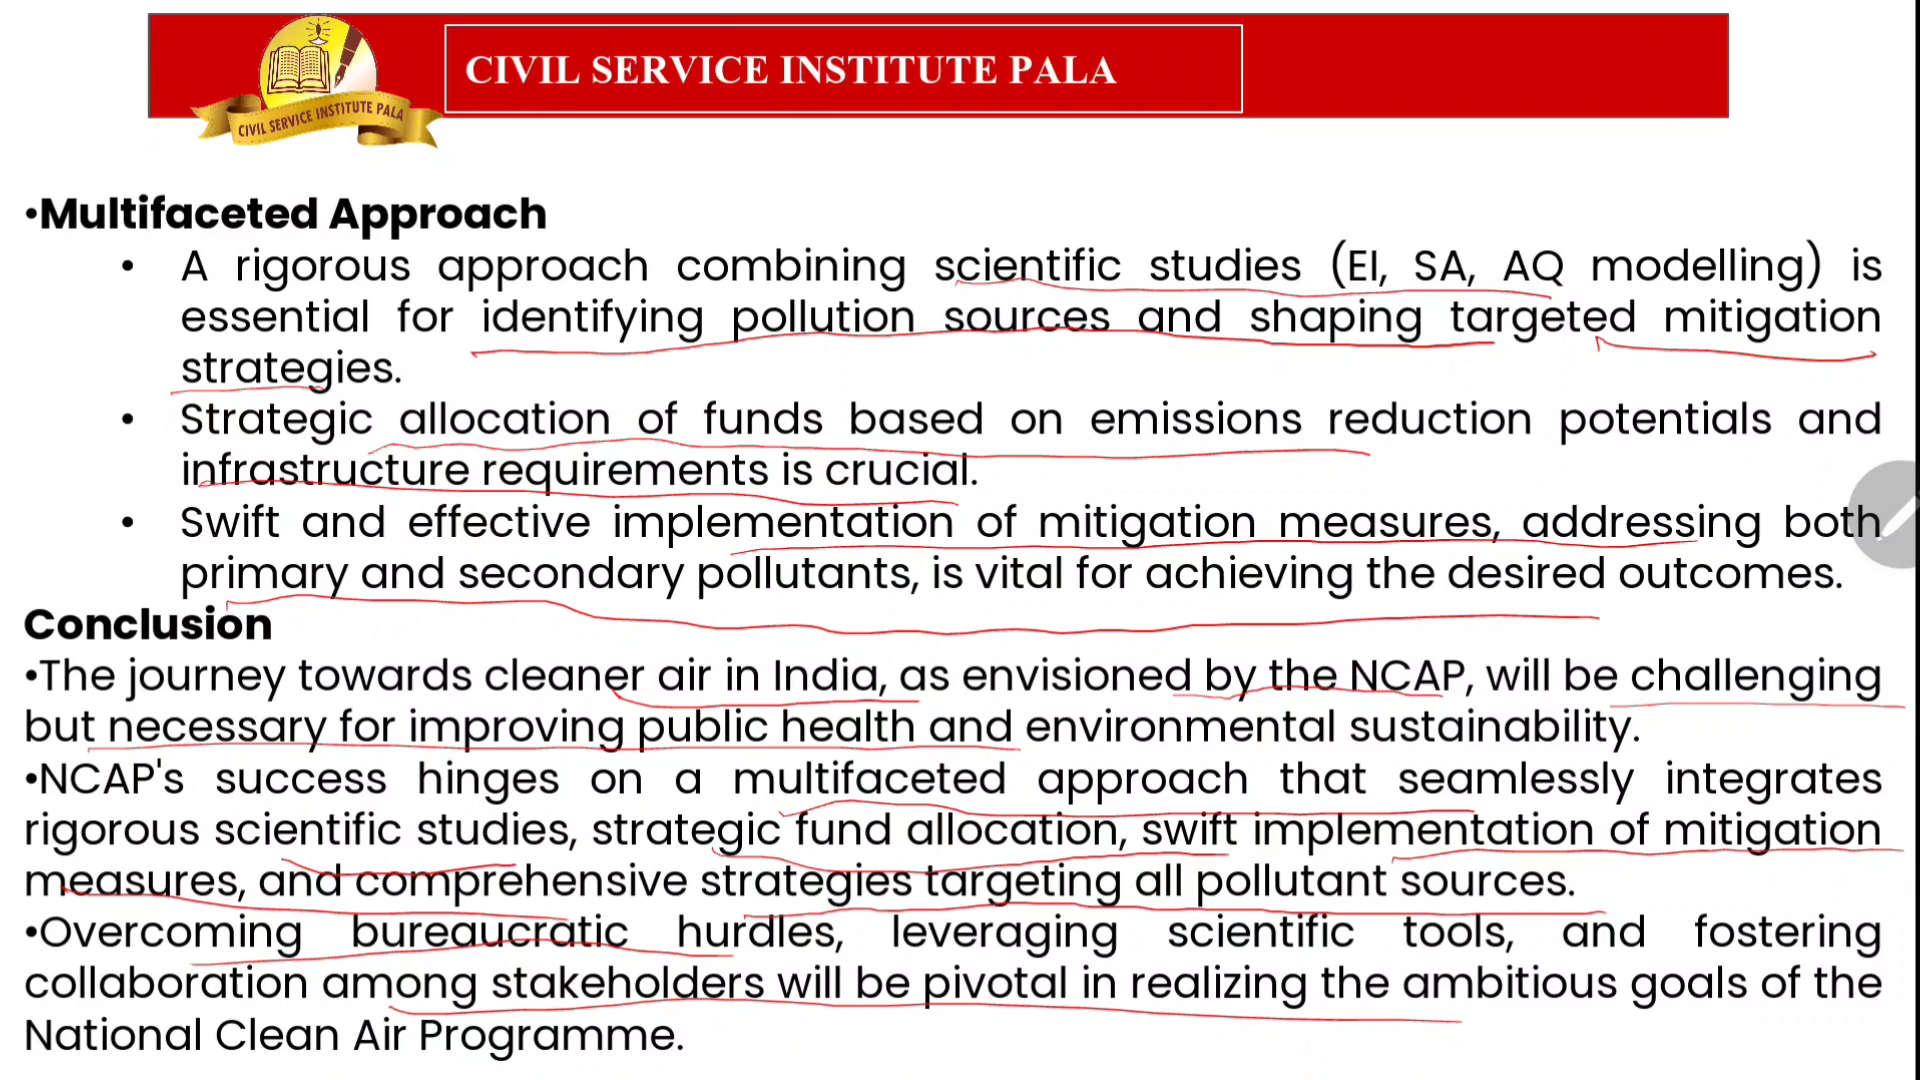 CIVIL SERVICE INSTITUTE PALA
CIVIL SERVICE INSTITUTE PALA
•Multifaceted Approach
• A rigorous approach combining scientific studies (EI, SA, AQ modelling) is
essential for identifying pollution sources and shaping targeted mitigation
strategies.
• Strategic allocation of funds based on emissions reduction potentials and
infrastructure requirements is crucial.
• Swift and effective implementation of mitigation measures, addressing both
primary and secondary pollutants, is vital for achieving the desired outcomes.
Conclusion
•The journey towards cleaner air in India, as envisioned by the NCAP, will be challenging
but necessary for improving public health and environmental sustainability.
•NCAP's success hinges on a multifaceted approach that seamlessly integrates
rigorous scientific studies, strategic fund allocation, swift implementation of mitigation
measures, and comprehensive strategies targeting all pollutant sources.
•Overcoming bureaucratic hurdles, leveraging scientific tools, and fostering
collaboration among stakeholders will be pivotal in realizing the ambitious goals of the
National Clean Air Programme.